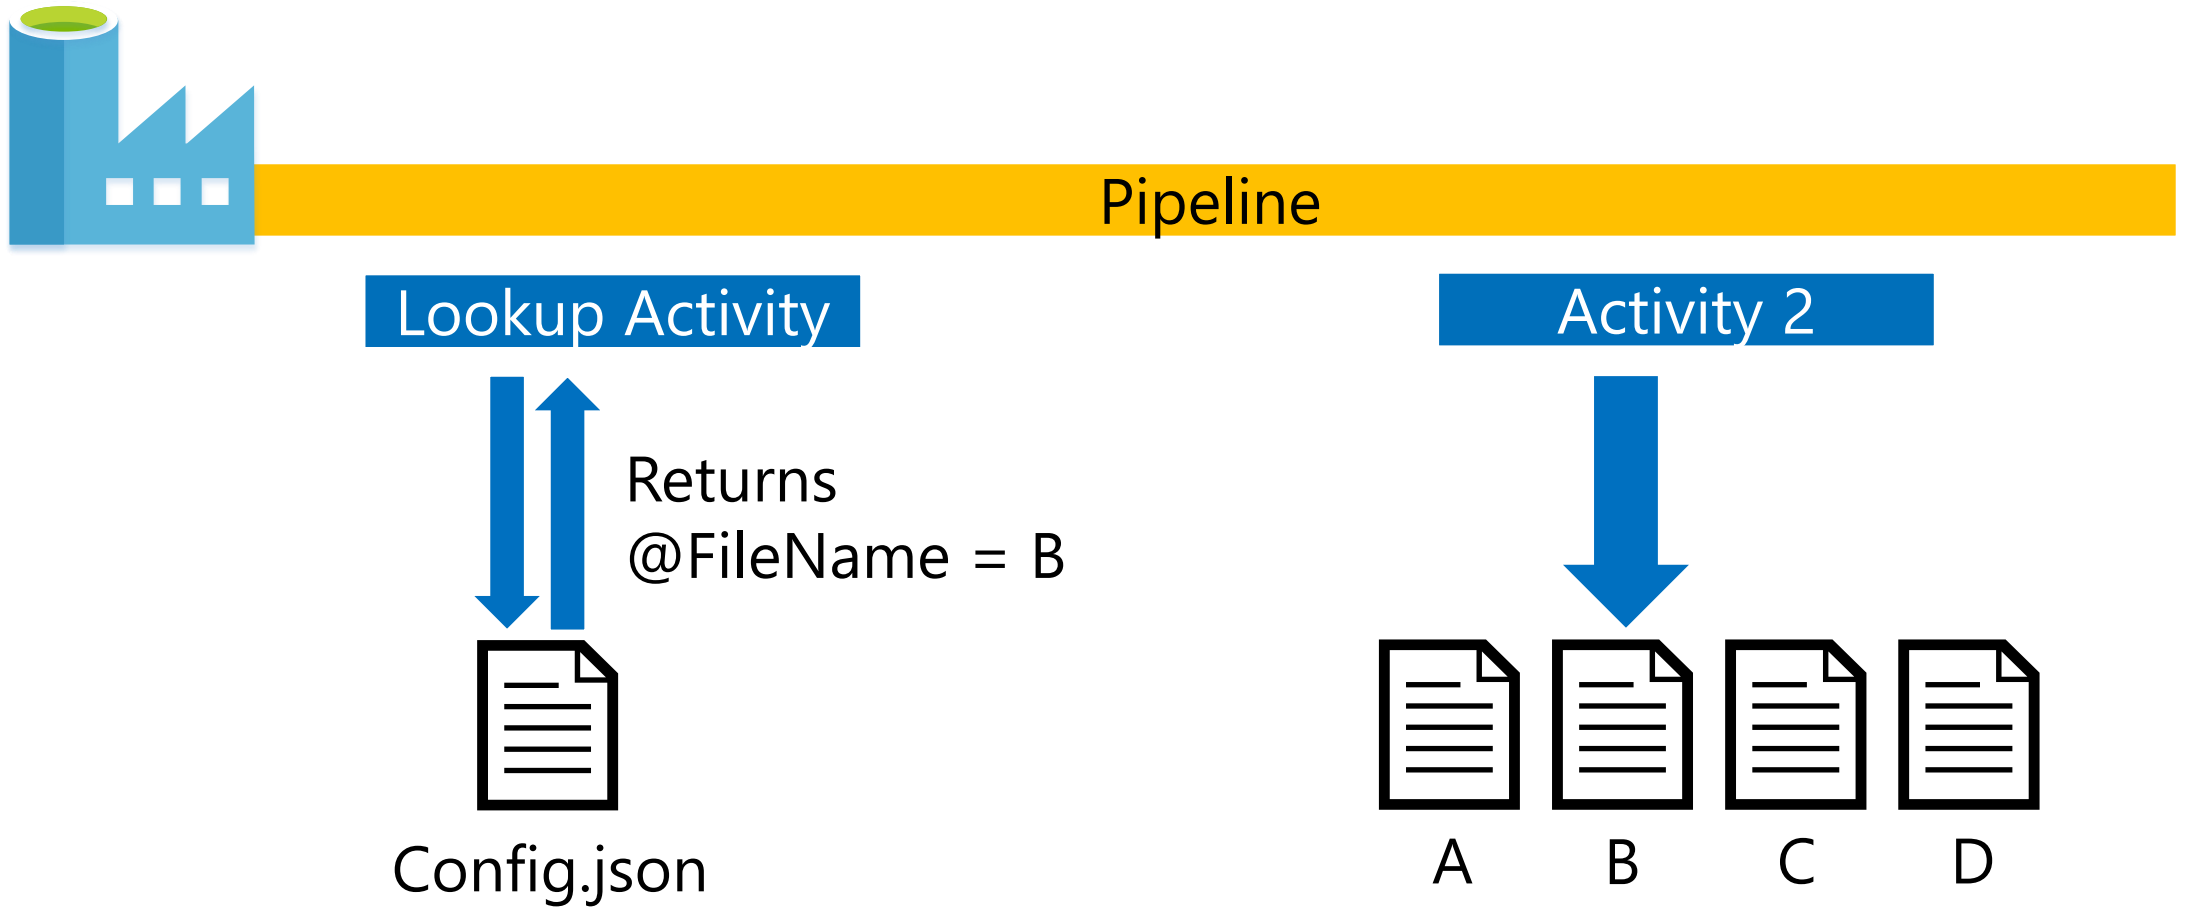 Pipeline
Lookup Activity
Activity 2
Returns
@FileName = B
Config.json
A
B
C
D